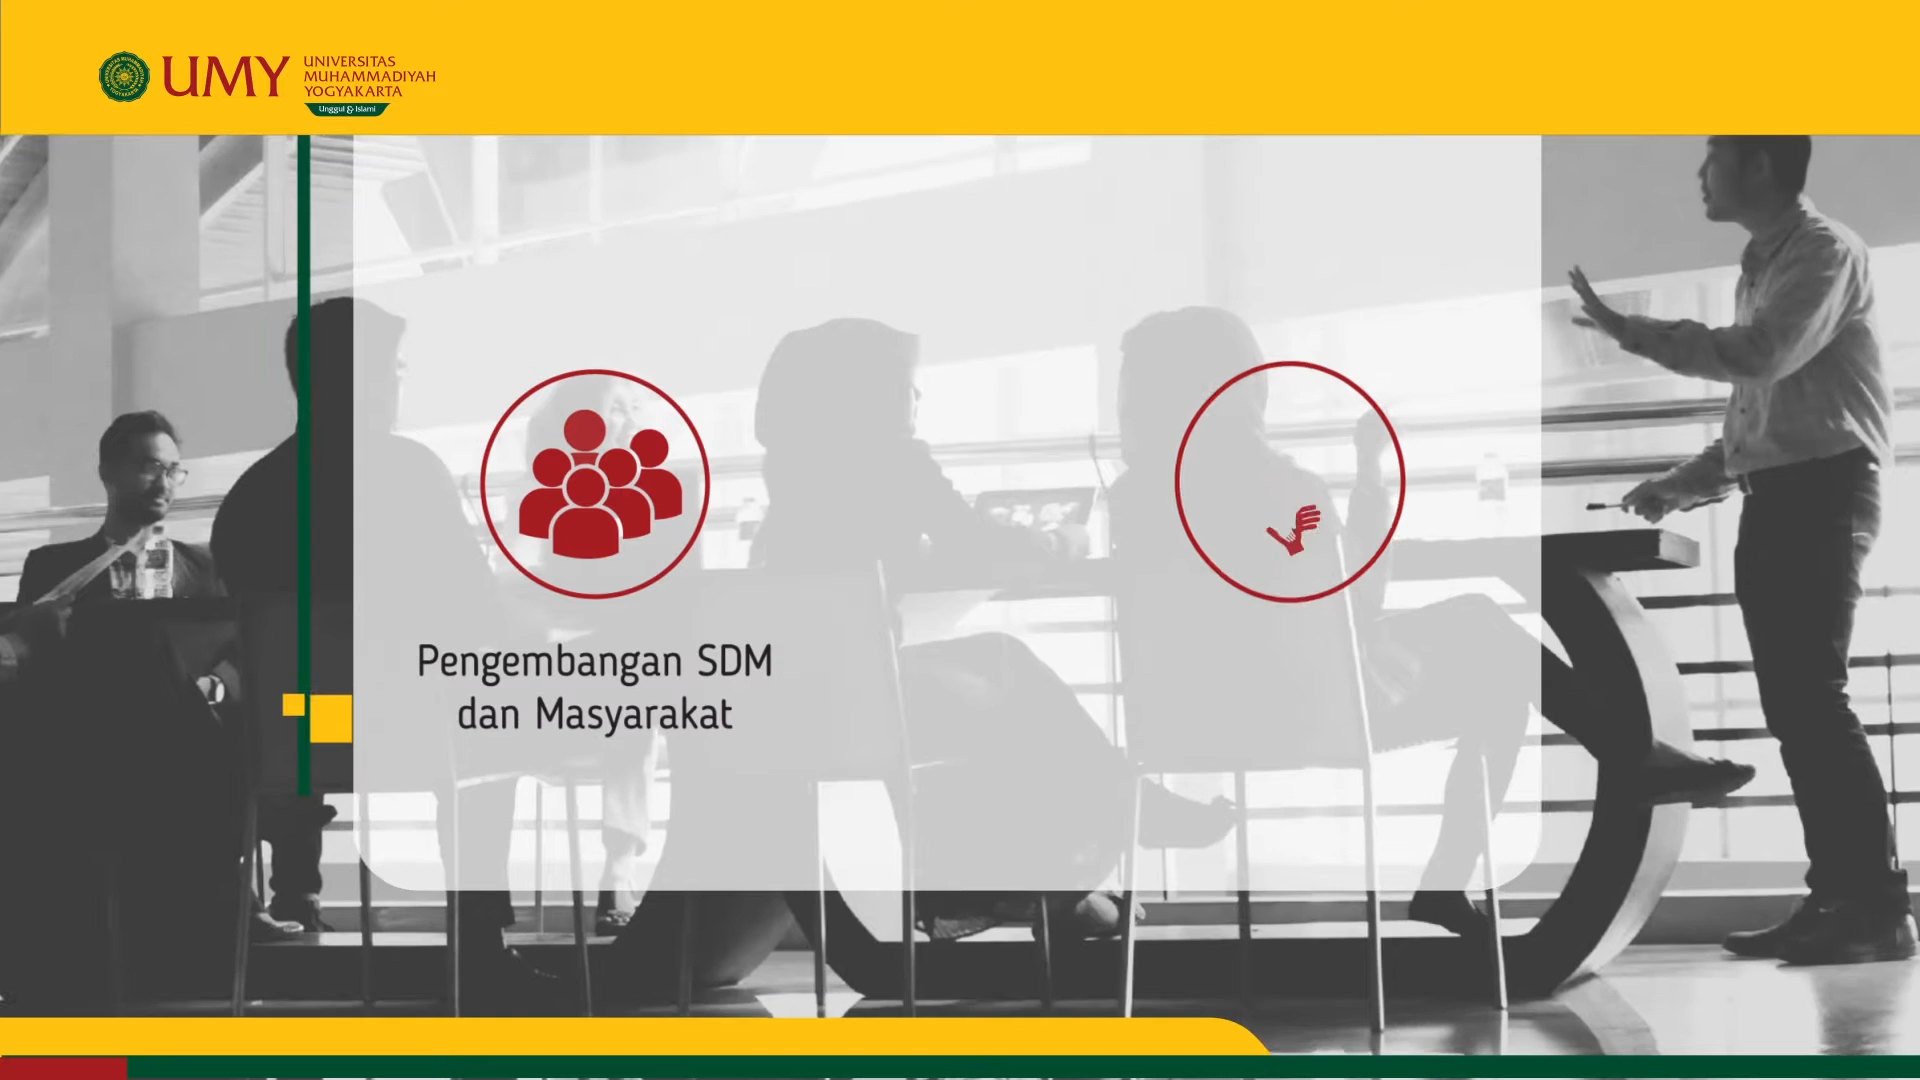 UMY
UNIVERSITAS
MUHAMMADIYAH
YOGYAKARTA
Unggul & Islami
Pengembangan SDM
dan Masyarakat